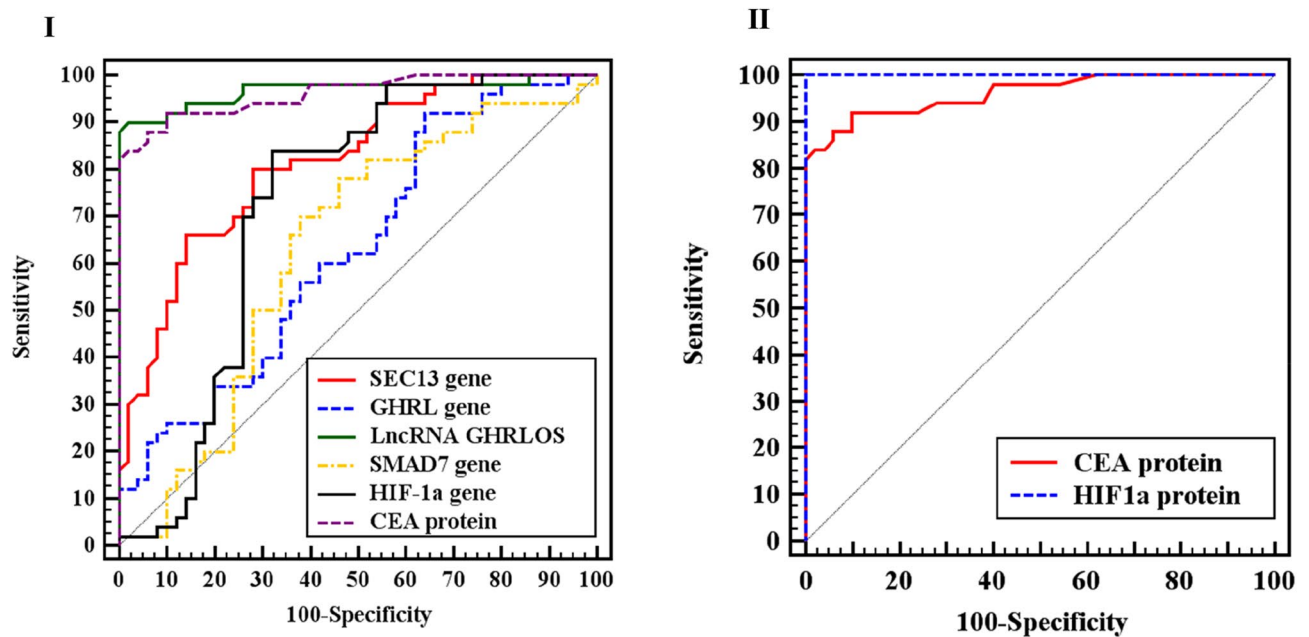 I
100
90
80
70
60
50
40
30
20
10
0
Sensitivity
SEC13 gene
GHRL gene
LncRNA GHRLOS
SMAD7 gene
HIF-1a gene
CEA protein
0 10 20 30 40 50 60 70 80 90 100
100-Specificity
II
100
90
80
70
60
50
40
30
20
10
0
Sensitivity
CEA protein
HIF1a protein
0 20 40 60 80 100
100-Specificity